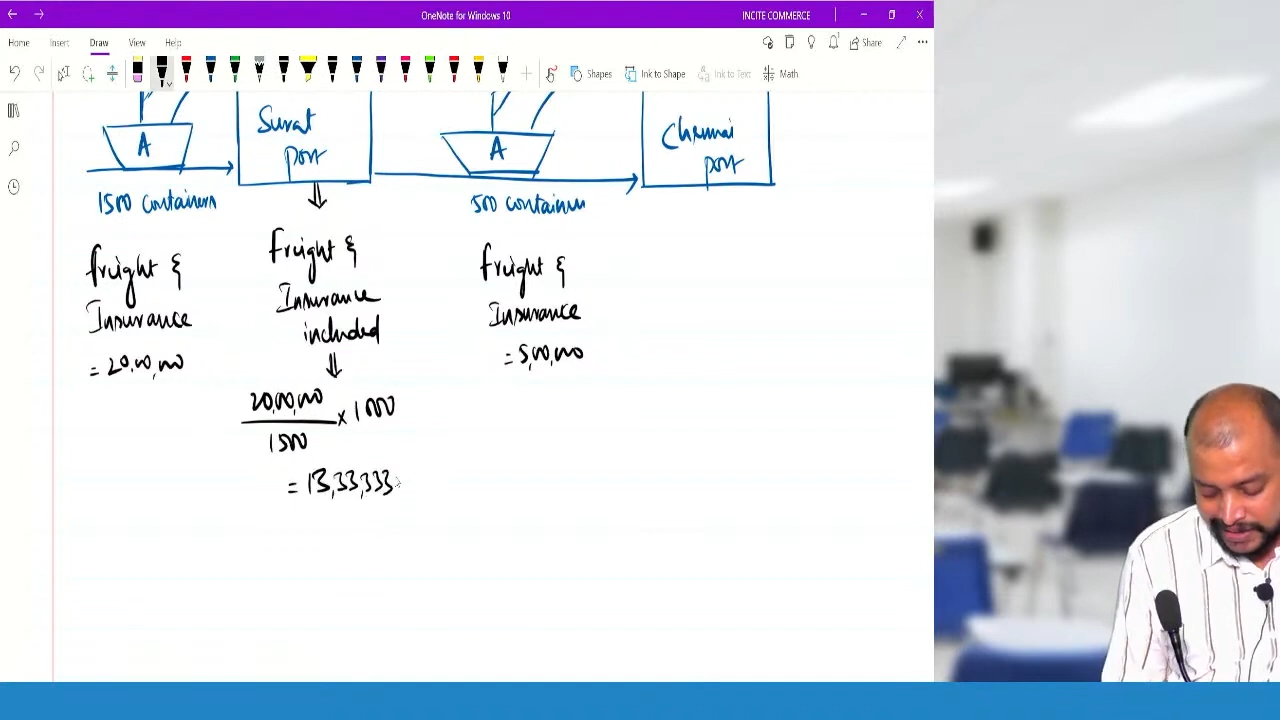 OneNote for Windows 10
INCITE COMMERCE
Home Insert Draw View Help
Share
Shapes Ink to Shape Ink to Text Math
A
Surat
port
A
Chennai
port
1500 containers
500 containers
freight &
Insurance
= 20,00,000
freight &
Insurance
included
20,00,000
1500
× 1000
= 13,33,333
freight &
Insurance
= 5,00,000